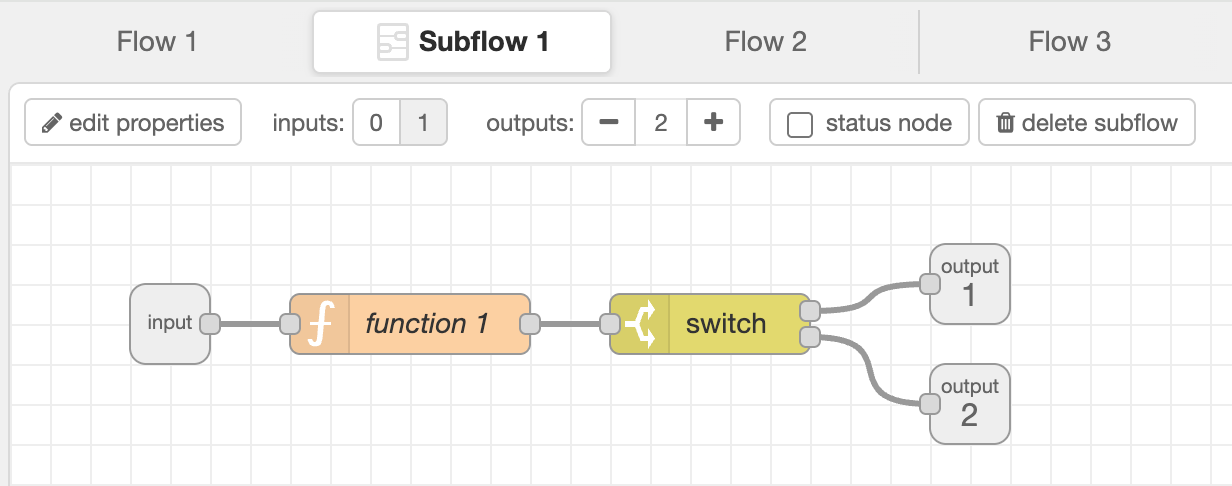 Flow 1
Subflow 1
Flow 2
Flow 3
edit properties
inputs: 0 1
outputs: 2
status node
delete subflow
input
function 1
switch
output
1
output
2